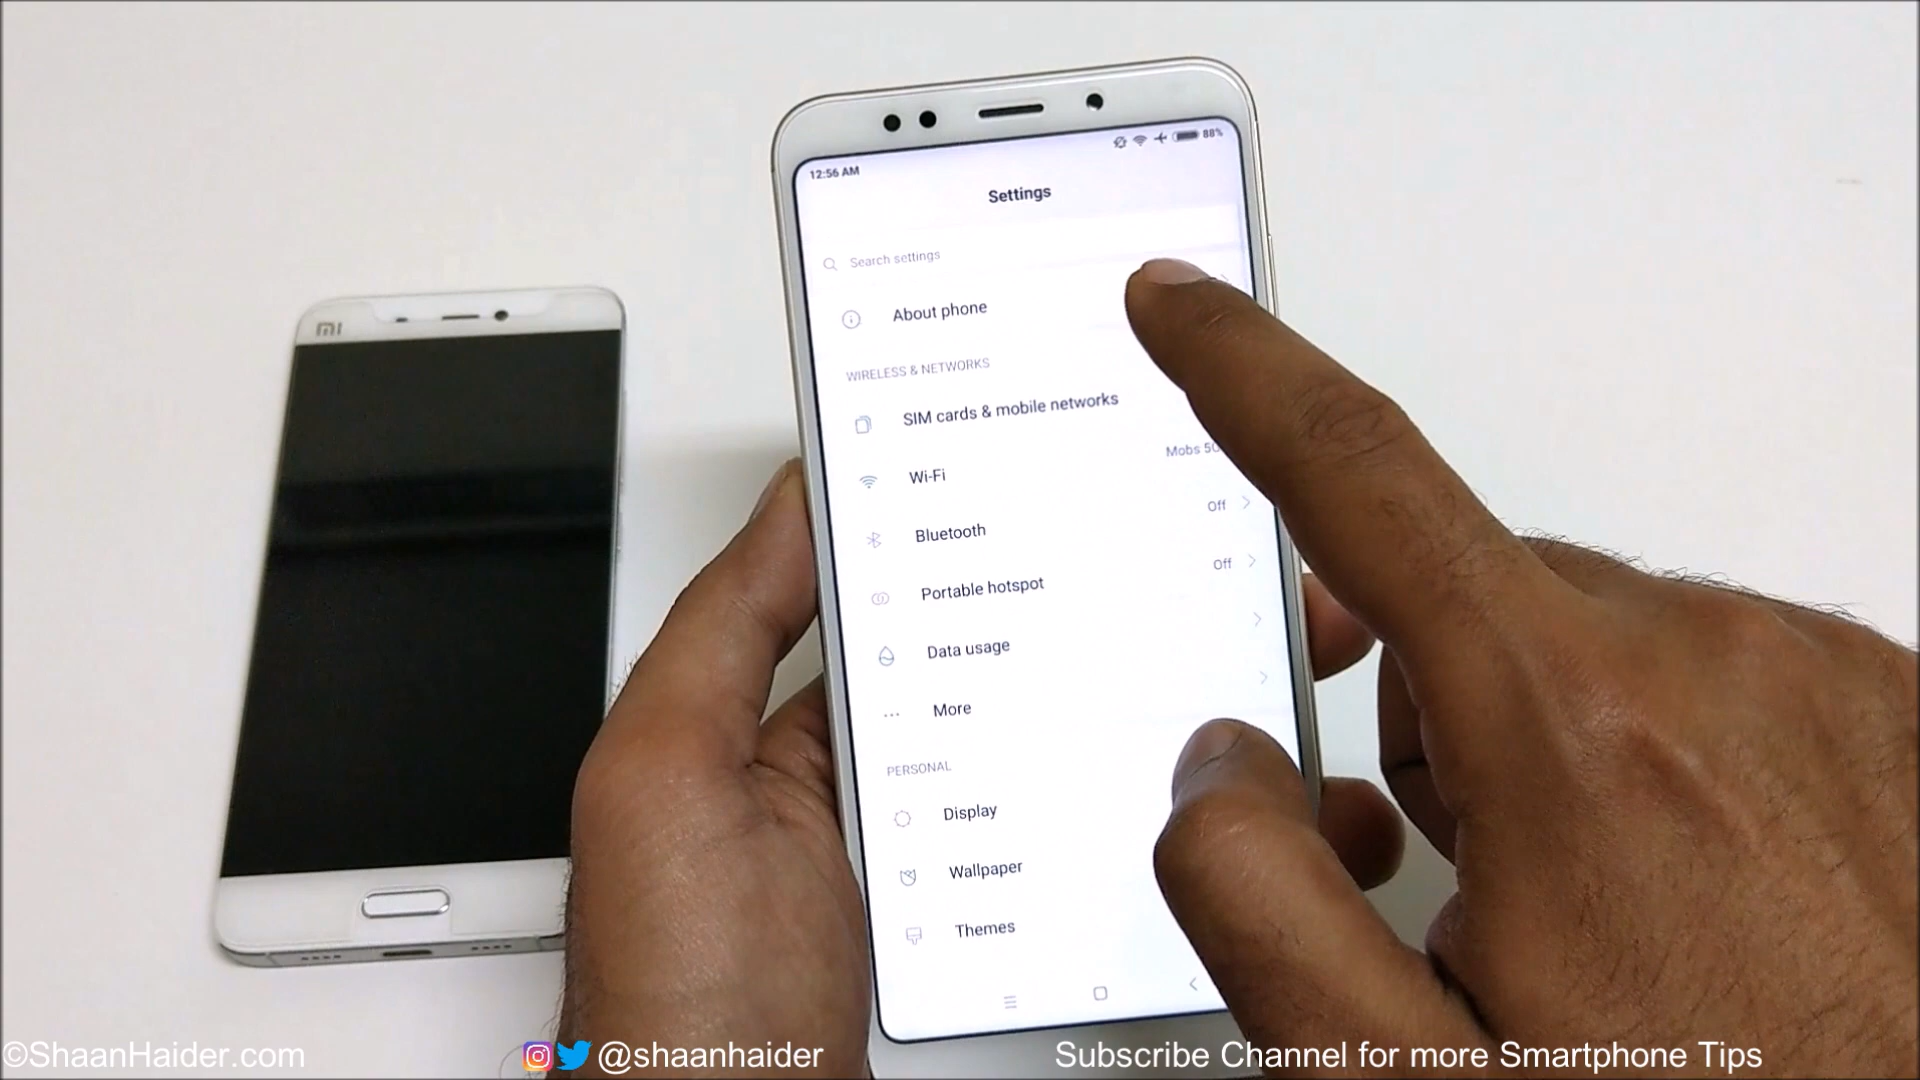 mi
12:56 AM
88%
Settings
Search settings
About phone
WIRELESS & NETWORKS
SIM cards & mobile networks
Wi-Fi
Mobs
Bluetooth
Off
Portable hotspot
Off
Data usage
More
PERSONAL
Display
Wallpaper
Themes
©ShaanHaider.com
@shaanhaider
Subscribe Channel for more Smartphone Tips